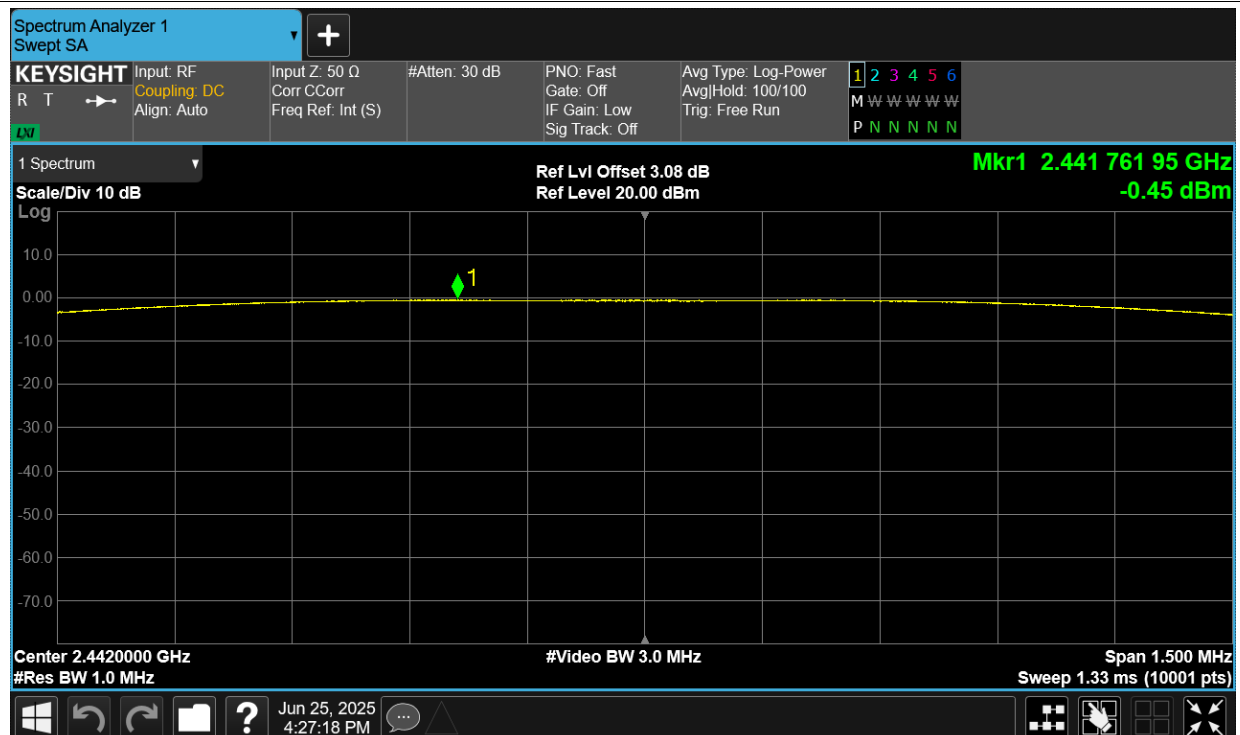 Spectrum Analyzer 1
Swept SA
▼
+
KEYSIGHT
R T
LXI
Input: RF
Coupling: DC
Align: Auto
Input Z: 50 Ω
Corr CCorr
Freq Ref: Int (S)
#Atten: 30 dB
PNO: Fast
Gate: Off
IF Gain: Low
Sig Track: Off
Avg Type: Log-Power
Avg|Hold: 100/100
Trig: Free Run
1 2 3 4 5 6
M W W W W W
P N N N N N
1 Spectrum ▼
Scale/Div 10 dB
Ref Lvl Offset 3.08 dB
Ref Level 20.00 dBm
Mkr1 2.441 761 95 GHz
-0.45 dBm
Log
10.0
0.00
-10.0
-20.0
-30.0
-40.0
-50.0
-60.0
-70.0
1
Center 2.4420000 GHz
#Res BW 1.0 MHz
#Video BW 3.0 MHz
Span 1.500 MHz
Sweep 1.33 ms (10001 pts)
?
Jun 25, 2025
4:27:18 PM